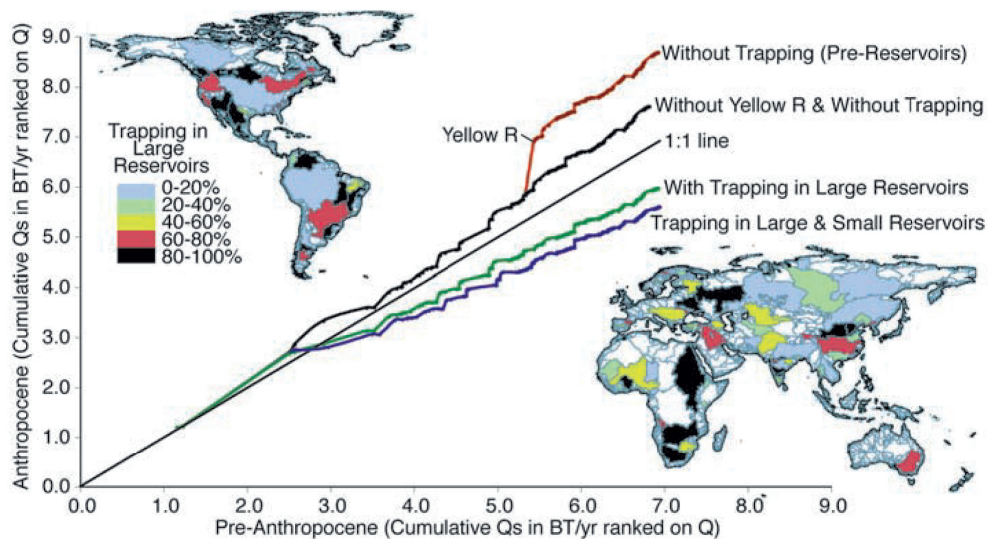 Anthropocene (Cumulative Qs in BT/yr ranked on Q)
9.0
8.0
7.0
6.0
5.0
4.0
3.0
2.0
1.0
0.0
Trapping in
Large
Reservoirs
0-20%
20-40%
40-60%
60-80%
80-100%
Without Trapping (Pre-Reservoirs)
Yellow R
Without Yellow R & Without Trapping
1:1 line
With Trapping in Large Reservoirs
Trapping in Large & Small Reservoirs
0.0 1.0 2.0 3.0 4.0 5.0 6.0 7.0 8.0 9.0
Pre-Anthropocene (Cumulative Qs in BT/yr ranked on Q)